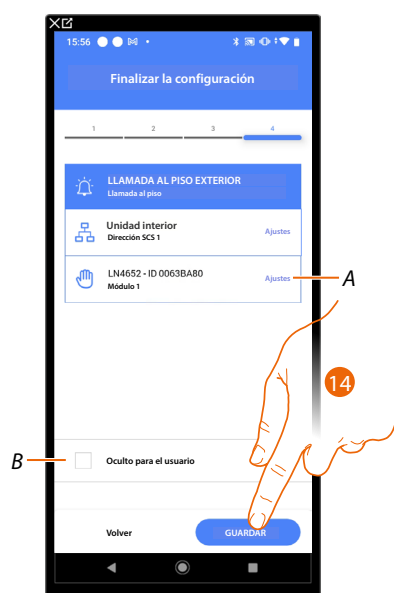 15:56
Finalizar la configuración
1 2 3 4
LLAMADA AL PISO EXTERIOR
Llamada al piso
Unidad interior
Dirección SCS 1
Ajustes
LN4652 - ID 0063BA80
Módulo 1
Ajustes
A
14
B
Oculto para el usuario
Volver
GUARDAR